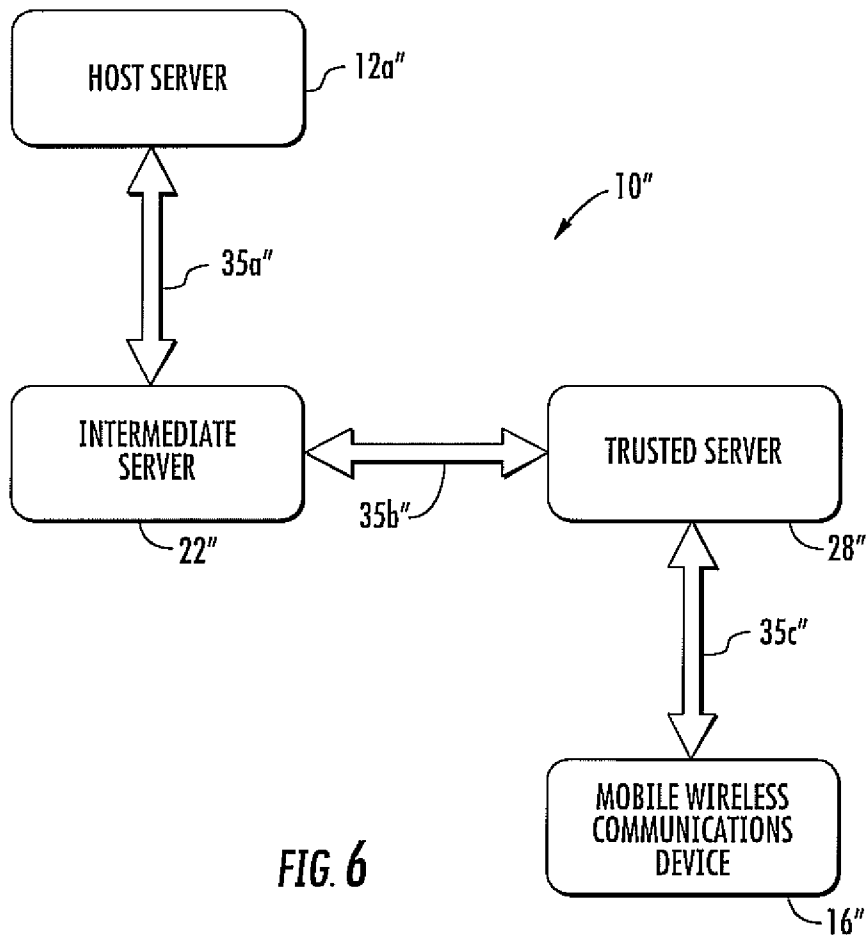 HOST SERVER
12a"
10"
35a"
INTERMEDIATE
SERVER
22"
35b"
TRUSTED SERVER
28"
35c"
MOBILE WIRELESS
COMMUNICATIONS
DEVICE
16"
FIG. 6